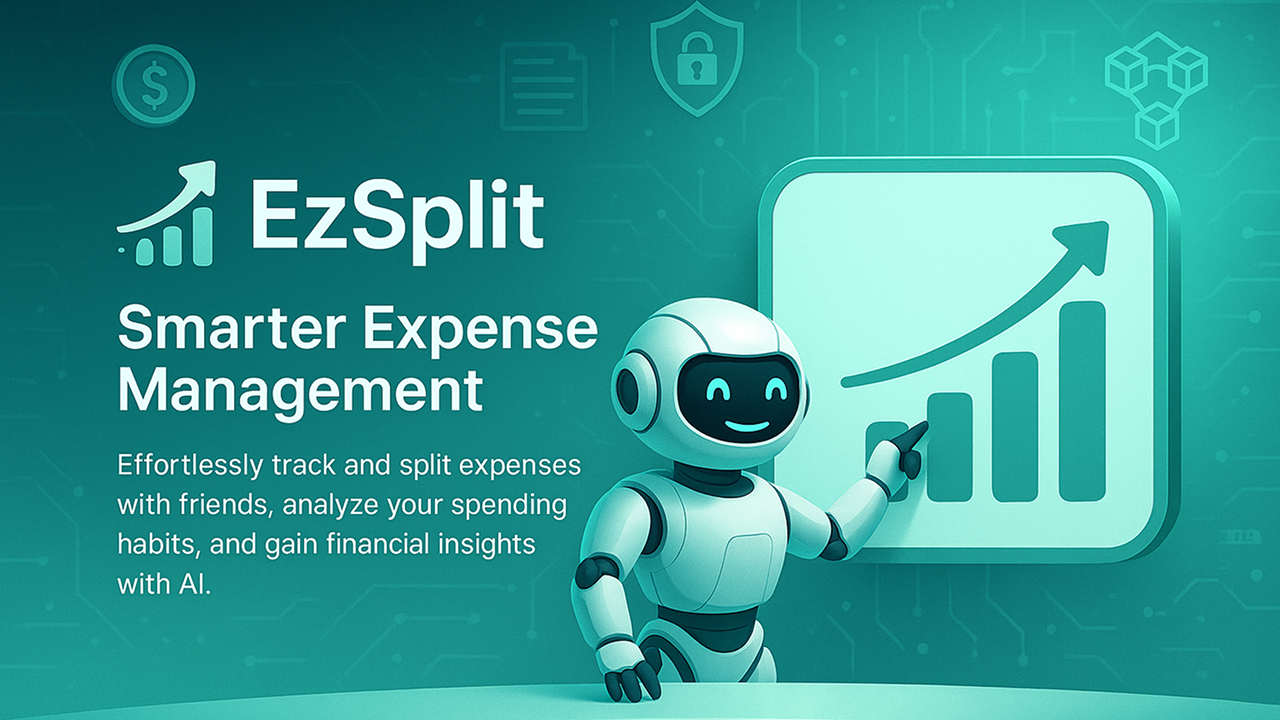 $
EzSplit
Smarter Expense
Management
Effortlessly track and split expenses
with friends, analyze your spending
habits, and gain financial insights
with AI.